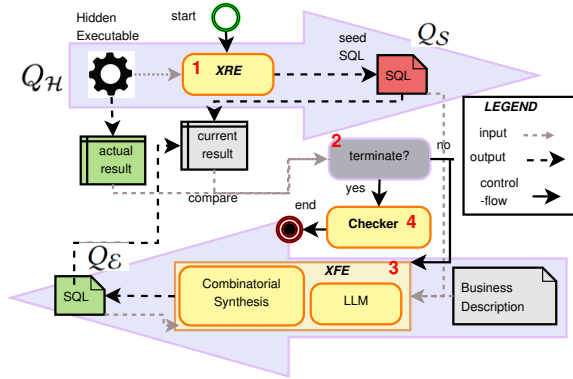 Hidden
Executable
start
Q_H
1 XRE
seed
SQL
Q_S
SQL
LEGEND
input
output
control
-flow
actual
result
current
result
2
terminate?
no
compare
yes
end
Checker 4
Q_E
XFE 3
SQL
Combinatorial
Synthesis
LLM
Business
Description